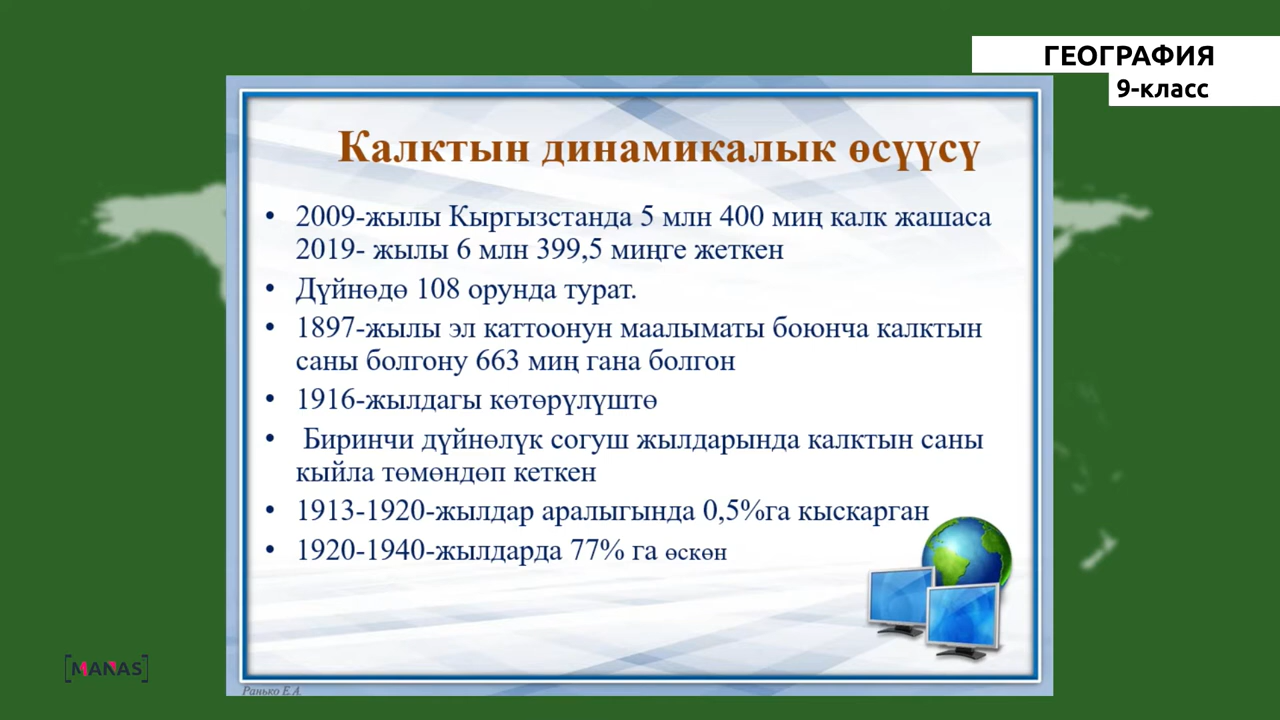 ГЕОГРАФИЯ
9-класс
Калктын динамикалык өсүүсү
• 2009-жылы Кыргызстанда 5 млн 400 миң калк жашаса
2019- жылы 6 млн 399,5 миңге жеткен
• Дүйнөдө 108 орунда турат.
• 1897-жылы эл каттоонун маалыматы боюнча калктын
саны болгону 663 миң гана болгон
• 1916-жылдагы көтөрүлүштө
• Биринчи дүйнөлүк согуш жылдарында калктын саны
кыйла төмөндөп кеткен
• 1913-1920-жылдар аралыгында 0,5%га кыскарган
• 1920-1940-жылдарда 77% га өскөн
[MANAS]
Ранько Е.А.